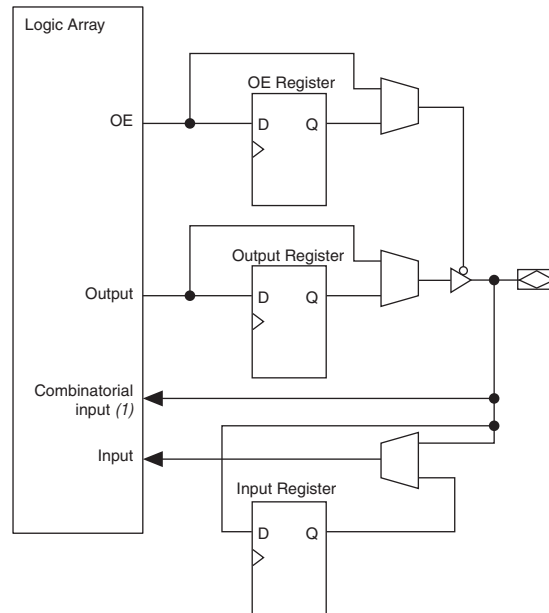 Logic Array
OE Register
OE
D Q
Output Register
Output
D Q
Combinatorial
input (1)
Input
Input Register
D Q